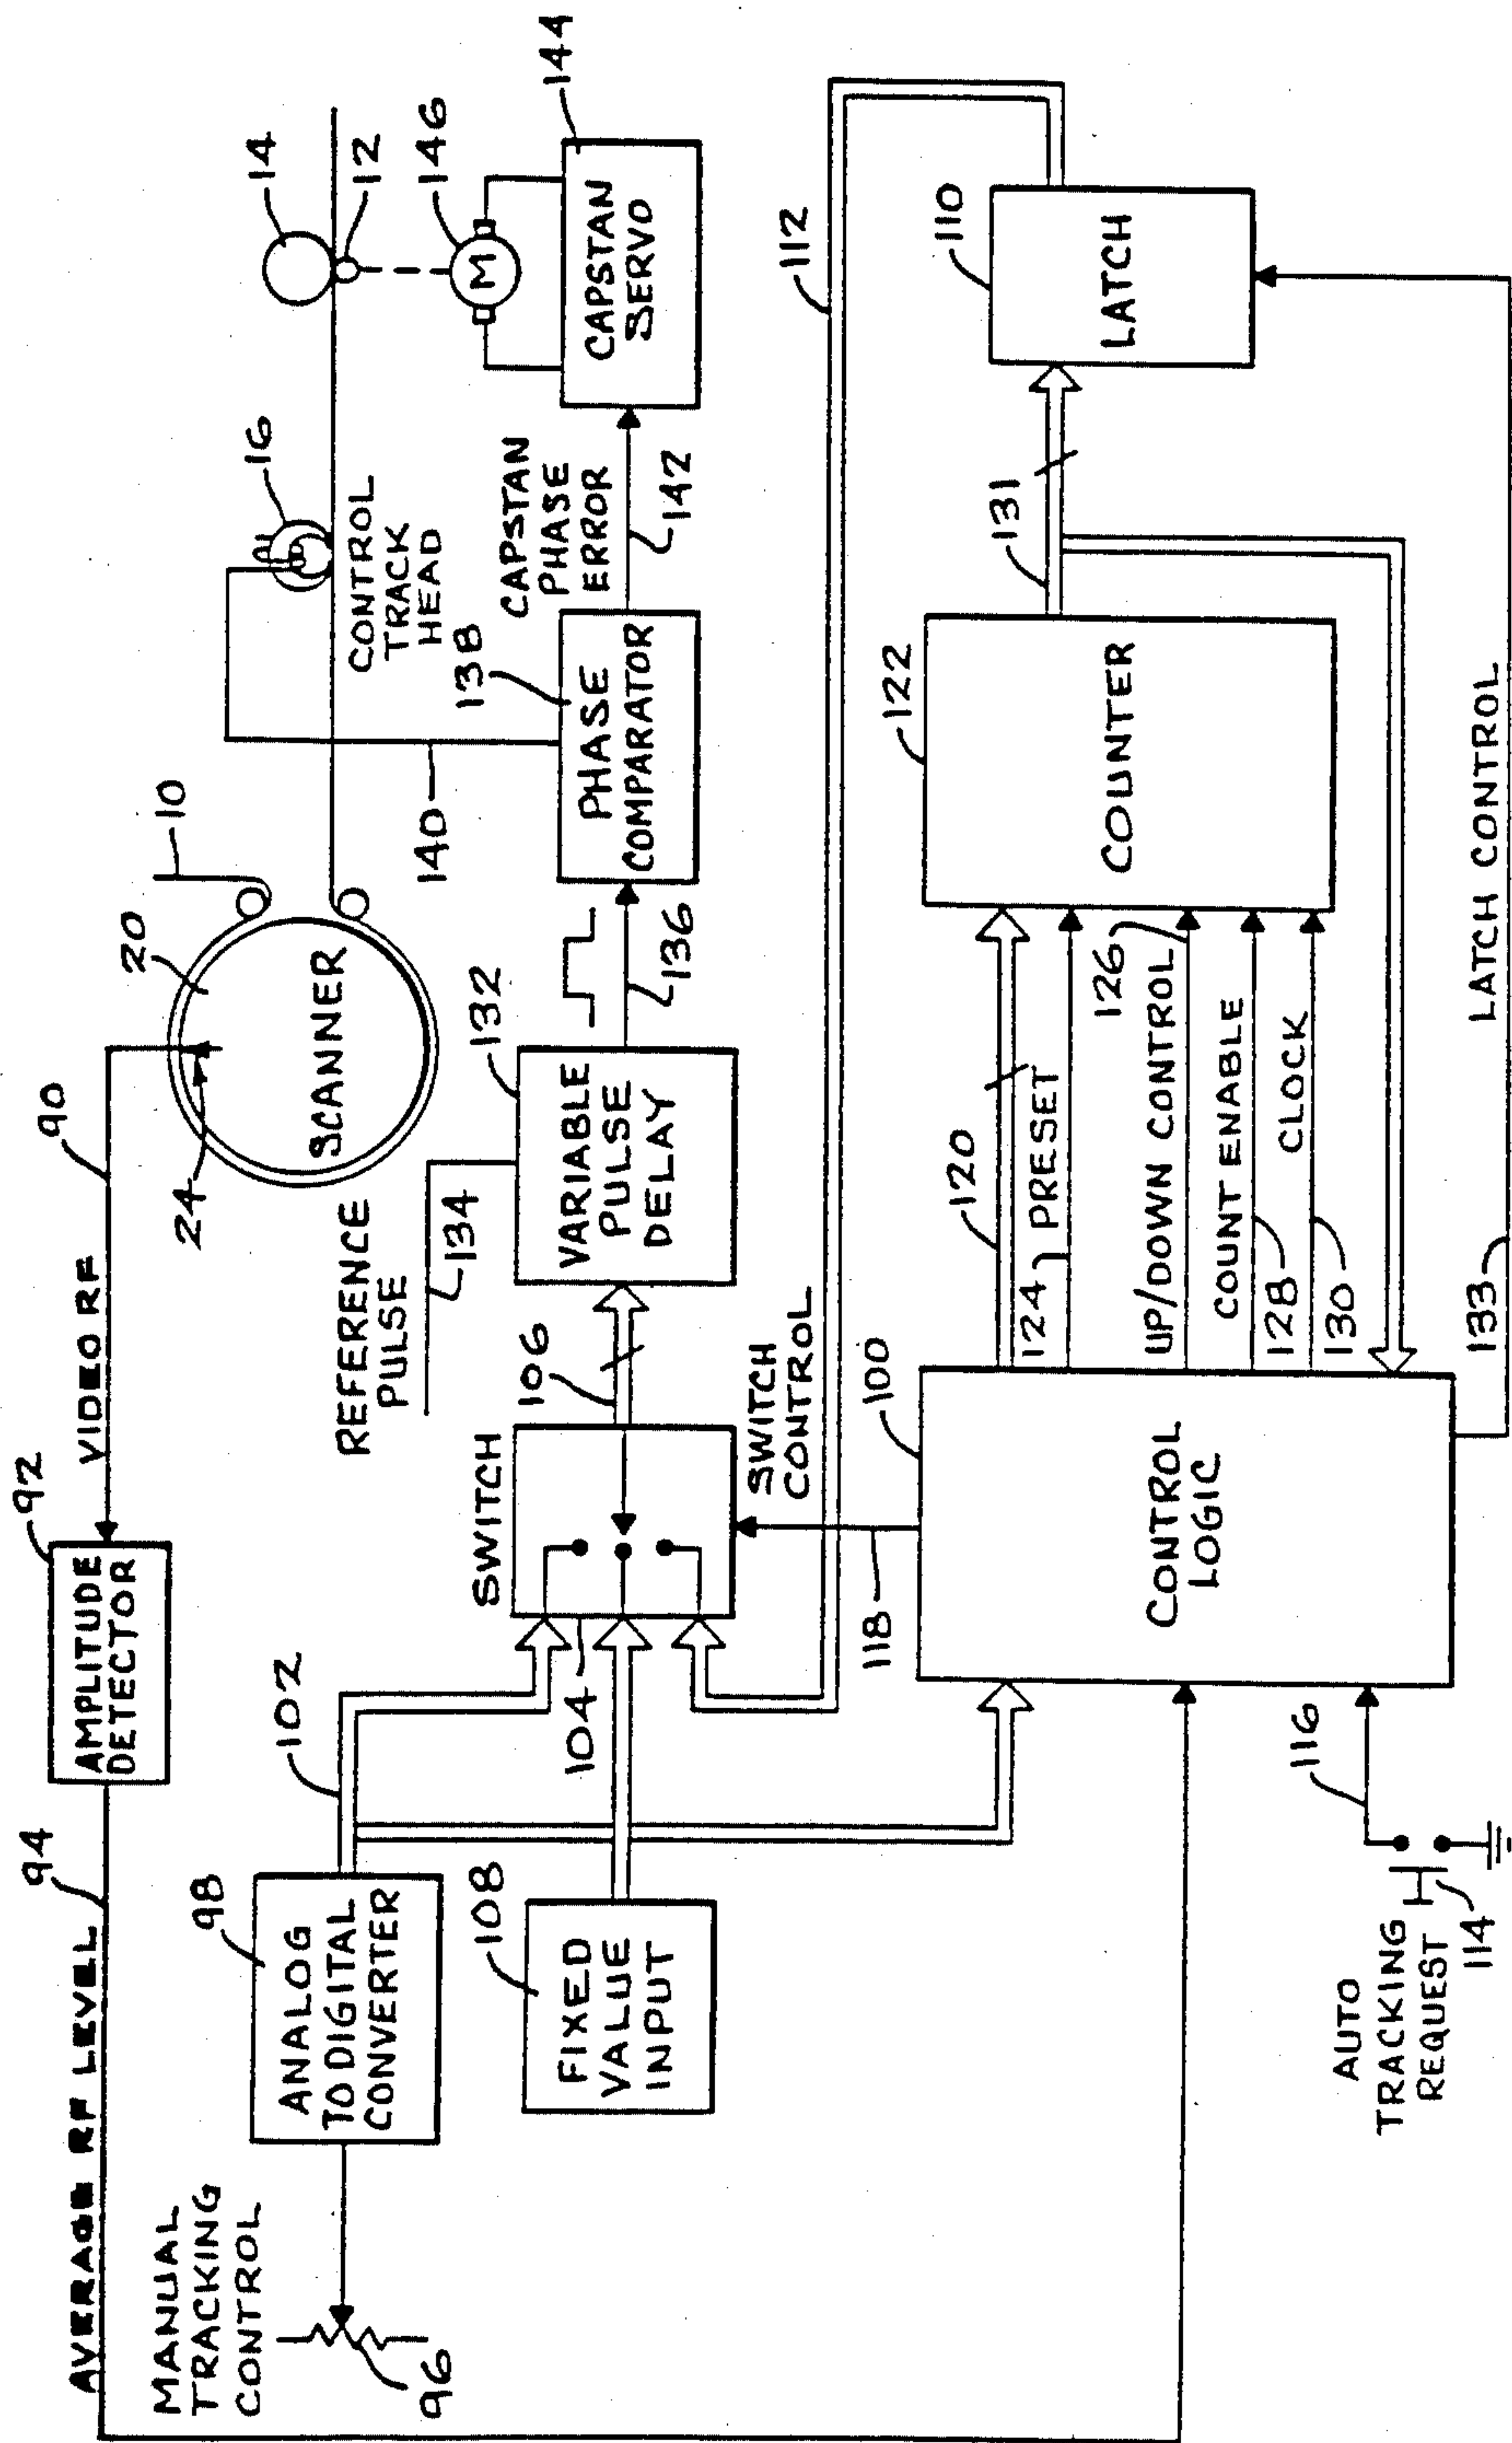 94
AVERAGE RF LEVEL
92
AMPLITUDE
DETECTOR
VIDEO RF
90
24
20
SCANNER
10
16
CONTROL
TRACK
HEAD
14
12
146
M
144
CAPSTAN
SERVO
MANUAL
TRACKING
CONTROL
96
98
ANALOG
TO DIGITAL
CONVERTER
102
108
FIXED
VALUE
INPUT
104
SWITCH
106
REFERENCE
PULSE
134
132
VARIABLE
PULSE
DELAY
136
140
138
PHASE
COMPARATOR
CAPSTAN
PHASE
ERROR
142
SWITCH
CONTROL
118
112
AUTO
TRACKING
REQUEST
114
116
100
CONTROL
LOGIC
120
124
PRESET
126
UP/DOWN CONTROL
COUNT ENABLE
128
CLOCK
130
122
COUNTER
131
110
LATCH
133
LATCH CONTROL